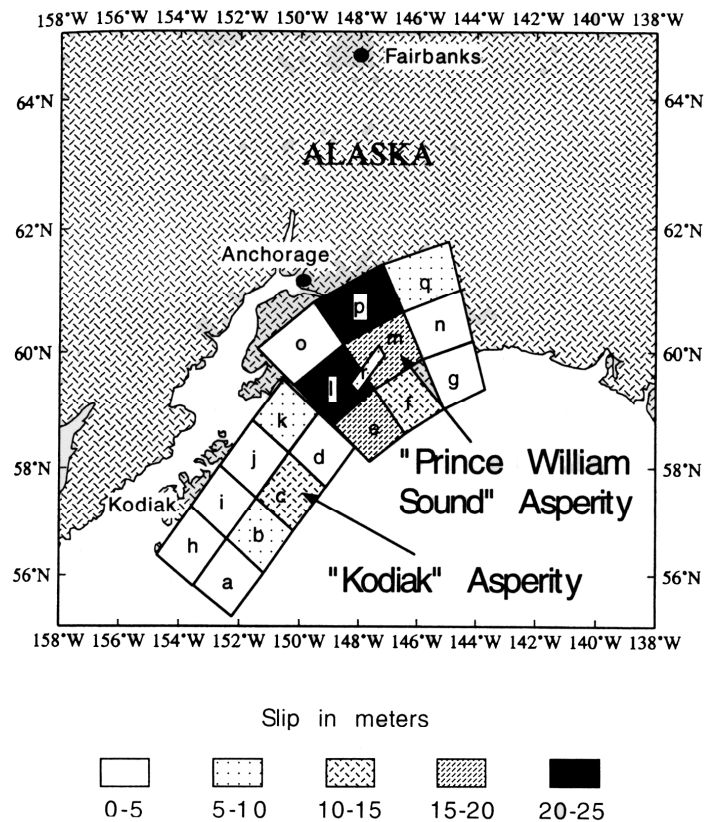 158°W 156°W 154°W 152°W 150°W 148°W 146°W 144°W 142°W 140°W 138°W
Fairbanks
64°N 64°N
ALASKA
62°N 62°N
Anchorage
q
p
n
o m
60°N 60°N
r
l g
f
k e
d
j
"Prince William
58°N 58°N
c
Sound" Asperity
i
Kodiak
b
h
a
"Kodiak" Asperity
56°N 56°N
158°W 156°W 154°W 152°W 150°W 148°W 146°W 144°W 142°W 140°W 138°W
Slip in meters
0-5 5-10 10-15 15-20 20-25